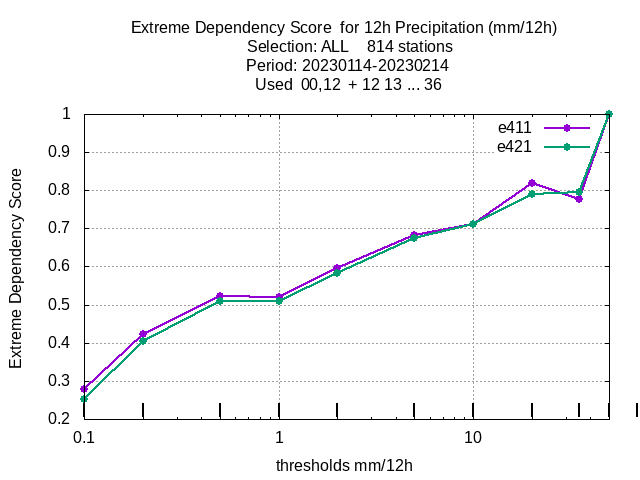 Extreme Dependency Score  for 12h Precipitation (mm/12h)
Selection: ALL    814 stations
Period: 20230114-20230214
Used  00,12  + 12 13 ... 36
e411
e421
1
0.9
0.8
0.7
0.6
0.5
0.4
0.3
0.2
Extreme Dependency Score
0.1
1
10
thresholds mm/12h